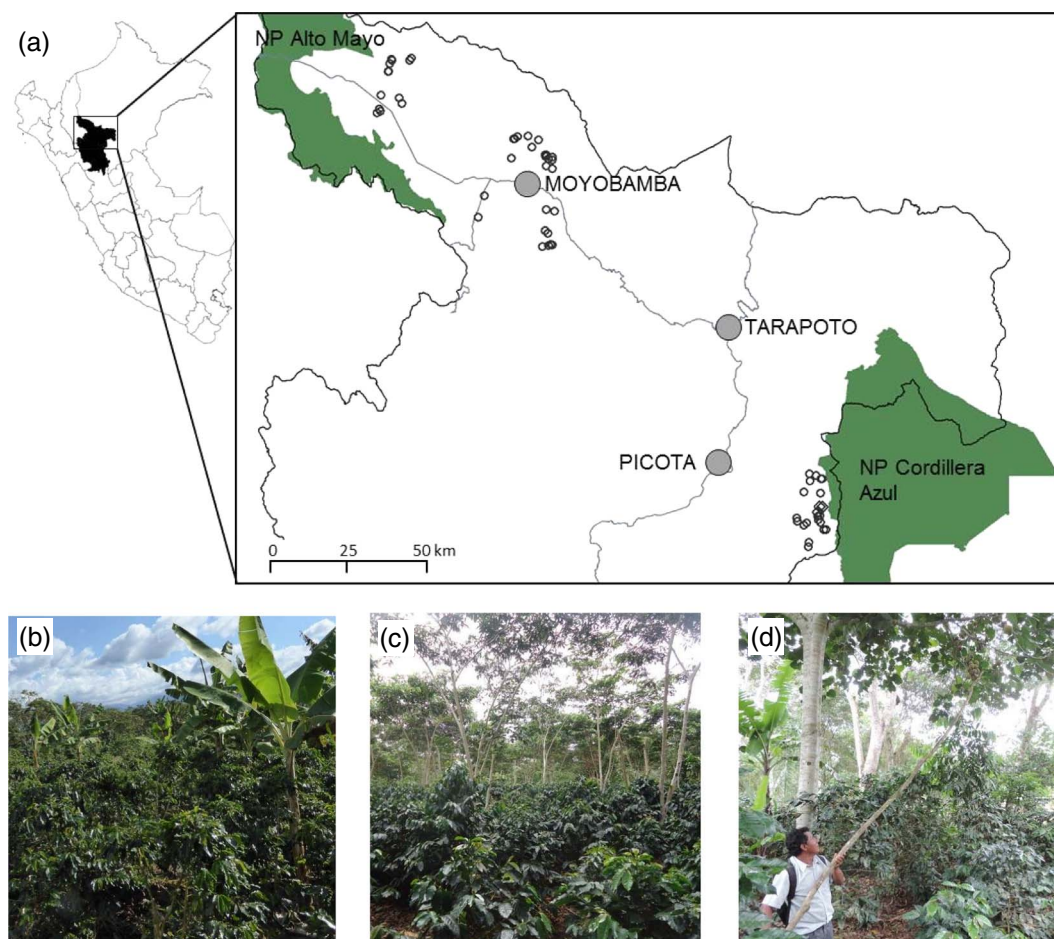 (a)
NP Alto Mayo
MOYOBAMBA
TARAPOTO
PICOTA
NP Cordillera
Azul
0 25 50 km
(b)
(c)
(d)